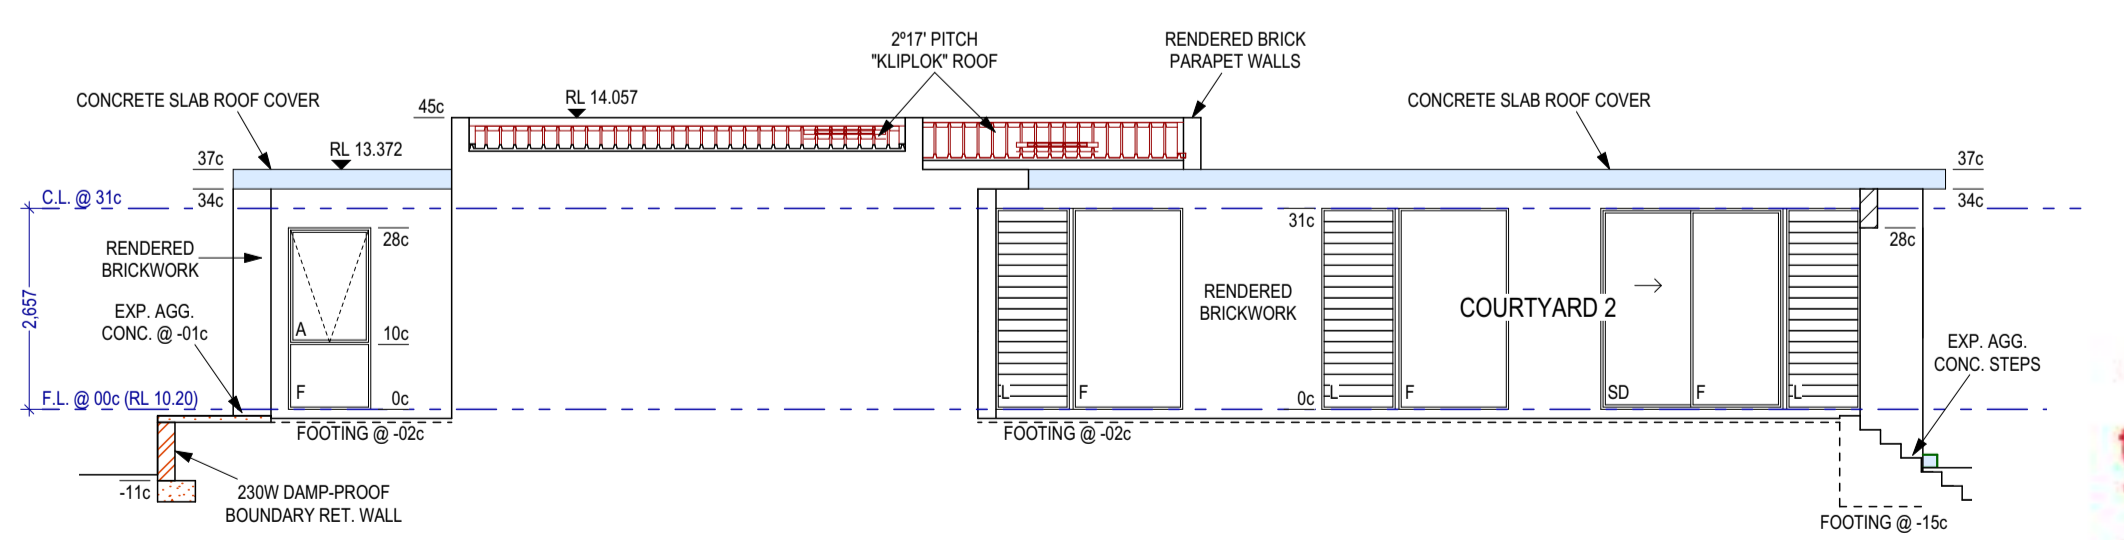 2º17' PITCH
"KLIPLOK" ROOF
RENDERED BRICK
PARAPET WALLS
CONCRETE SLAB ROOF COVER
45c
RL 14.057
CONCRETE SLAB ROOF COVER
37c
RL 13.372
37c
C.L. @ 31c
34c
34c
31c
28c
28c
RENDERED
BRICKWORK
2,657
RENDERED
BRICKWORK
COURTYARD 2
EXP. AGG.
CONC. @ -01c
A
10c
EXP. AGG.
CONC. STEPS
F
L
F
L
F
SD
F
L
F.L. @ 00c (RL 10.20)
0c
0c
FOOTING @ -02c
FOOTING @ -02c
-11c
230W DAMP-PROOF
BOUNDARY RET. WALL
FOOTING @ -15c